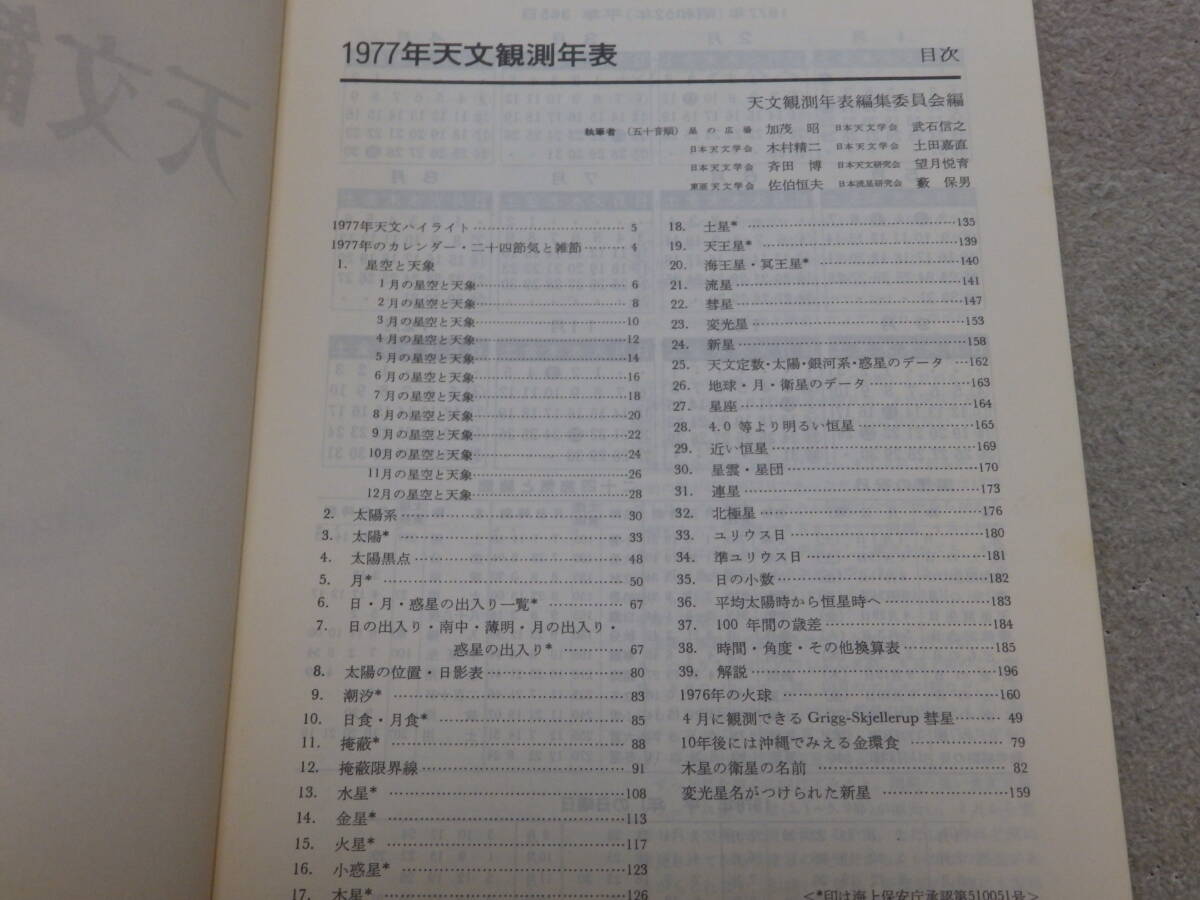 天文観
1977年天文観測年表
目次
天文観測年表編集委員会編
執筆者 (五十音順) 星の広場 加茂 昭 日本天文学会 武石信之
日本天文学会 木村精二 日本天文学会 土田嘉直
日本天文学会 斉田 博 日本天文研究会 望月悦育
東亜天文学会 佐伯恒夫 日本流星研究会 藪 保男
1977年天文ハイライト…………5
1977年のカレンダー・二十四節気と雑節………4
1. 星空と天象
1月の星空と天象…………6
2月の星空と天象…………8
3月の星空と天象…………10
4月の星空と天象…………12
5月の星空と天象…………14
6月の星空と天象…………16
7月の星空と天象…………18
8月の星空と天象…………20
9月の星空と天象…………22
10月の星空と天象…………24
11月の星空と天象…………26
12月の星空と天象…………28
2. 太陽系…………30
3. 太陽*…………33
4. 太陽黒点…………48
5. 月*…………50
6. 日・月・惑星の出入り一覧*…………67
7. 日の出入り・南中・薄明・月の出入り・
惑星の出入り*…………67
8. 太陽の位置・日影表…………80
9. 潮汐*…………83
10. 日食・月食*…………85
11. 掩蔽*…………88
12. 掩蔽限界線…………91
13. 水星*…………108
14. 金星*…………113
15. 火星*…………117
16. 小惑星*…………123
17. 木星*…………126
18. 土星*…………135
19. 天王星*…………139
20. 海王星・冥王星*…………140
21. 流星…………141
22. 彗星…………147
23. 変光星…………153
24. 新星…………158
25. 天文定数・太陽・銀河系・惑星のデータ…162
26. 地球・月・衛星のデータ…………163
27. 星座…………164
28. 4.0 等より明るい恒星…………165
29. 近い恒星…………169
30. 星雲・星団…………170
31. 連星…………173
32. 北極星…………176
33. ユリウス日…………180
34. 準ユリウス日…………181
35. 日の小数…………182
36. 平均太陽時から恒星時へ…………183
37. 100 年間の歳差…………184
38. 時間・角度・その他換算表…………185
39. 解説…………196
1976年の火球…………160
4月に観測できる Grigg-Skjellerup 彗星………49
10年後には沖縄でみえる金環食…………79
木星の衛星の名前…………82
変光星名がつけられた新星…………159
<*印は海上保安庁承認第510051号>